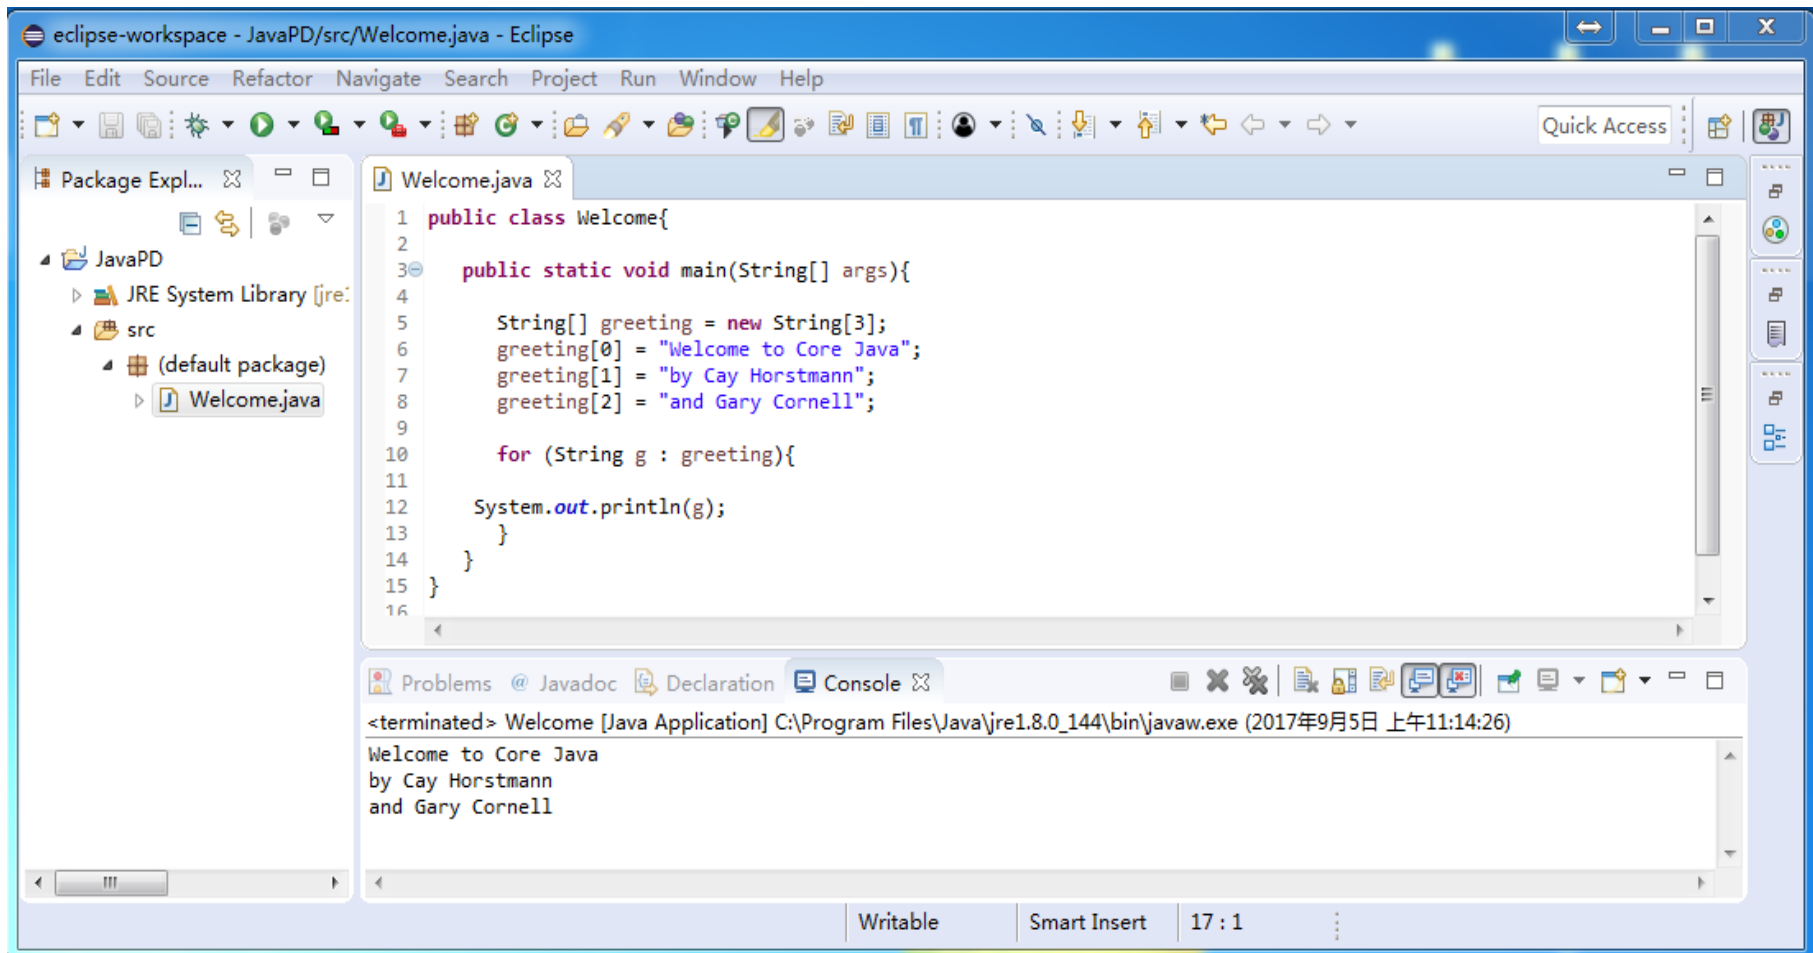 eclipse-workspace - JavaPD/src/Welcome.java - Eclipse
File Edit Source Refactor Navigate Search Project Run Window Help
Quick Access
Package Expl...
JavaPD
JRE System Library [jre:
src
(default package)
Welcome.java
Welcome.java
1 public class Welcome{
2
3 public static void main(String[] args){
4
5 String[] greeting = new String[3];
6 greeting[0] = "Welcome to Core Java";
7 greeting[1] = "by Cay Horstmann";
8 greeting[2] = "and Gary Cornell";
9
10 for (String g : greeting){
11
12 System.out.println(g);
13 }
14 }
15 }
16
Problems @ Javadoc Declaration Console
<terminated> Welcome [Java Application] C:\Program Files\Java\jre1.8.0_144\bin\javaw.exe (2017年9月5日 上午11:14:26)
Welcome to Core Java
by Cay Horstmann
and Gary Cornell
Writable Smart Insert 17 : 1